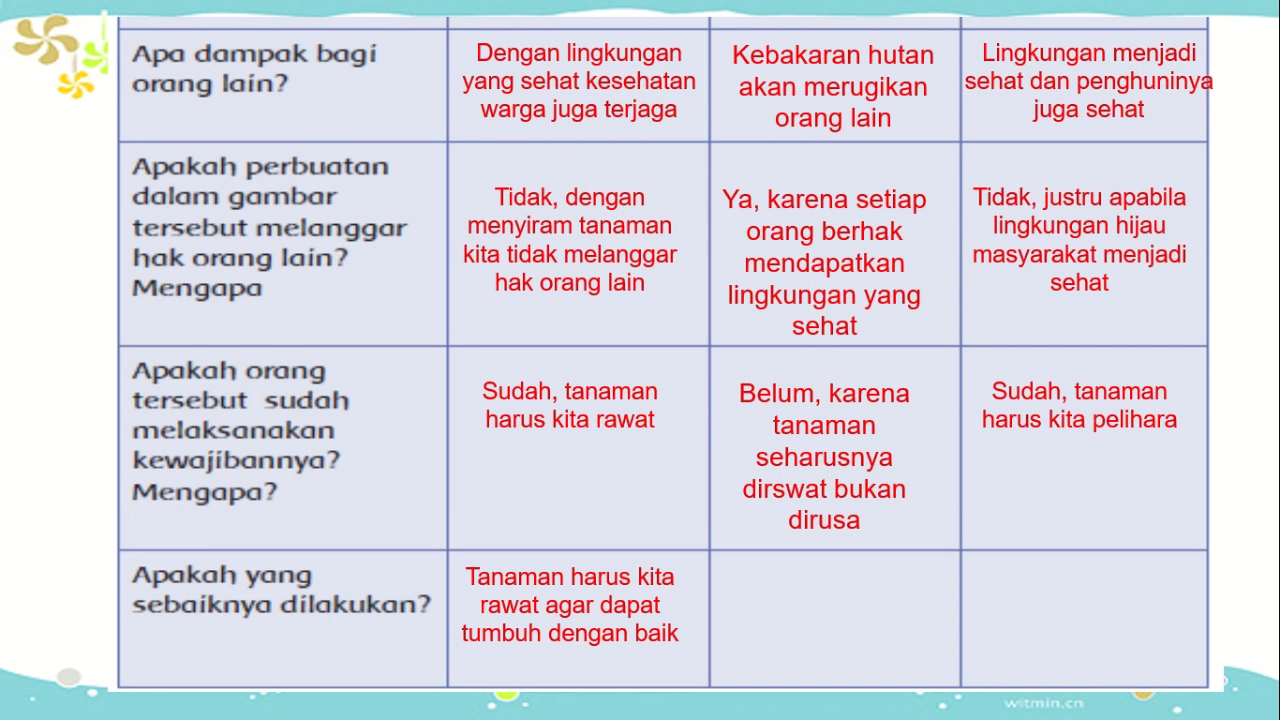 Apa dampak bagi
orang lain?
Dengan lingkungan
yang sehat kesehatan
warga juga terjaga
Kebakaran hutan
akan merugikan
orang lain
Lingkungan menjadi
sehat dan penghuninya
juga sehat
Apakah perbuatan
dalam gambar
tersebut melanggar
hak orang lain?
Mengapa
Tidak, dengan
menyiram tanaman
kita tidak melanggar
hak orang lain
Ya, karena setiap
orang berhak
mendapatkan
lingkungan yang
sehat
Tidak, justru apabila
lingkungan hijau
masyarakat menjadi
sehat
Apakah orang
tersebut sudah
melaksanakan
kewajibannya?
Mengapa?
Sudah, tanaman
harus kita rawat
Belum, karena
tanaman
seharusnya
dirswat bukan
dirusa
Sudah, tanaman
harus kita pelihara
Apakah yang
sebaiknya dilakukan?
Tanaman harus kita
rawat agar dapat
tumbuh dengan baik
witmin.cn